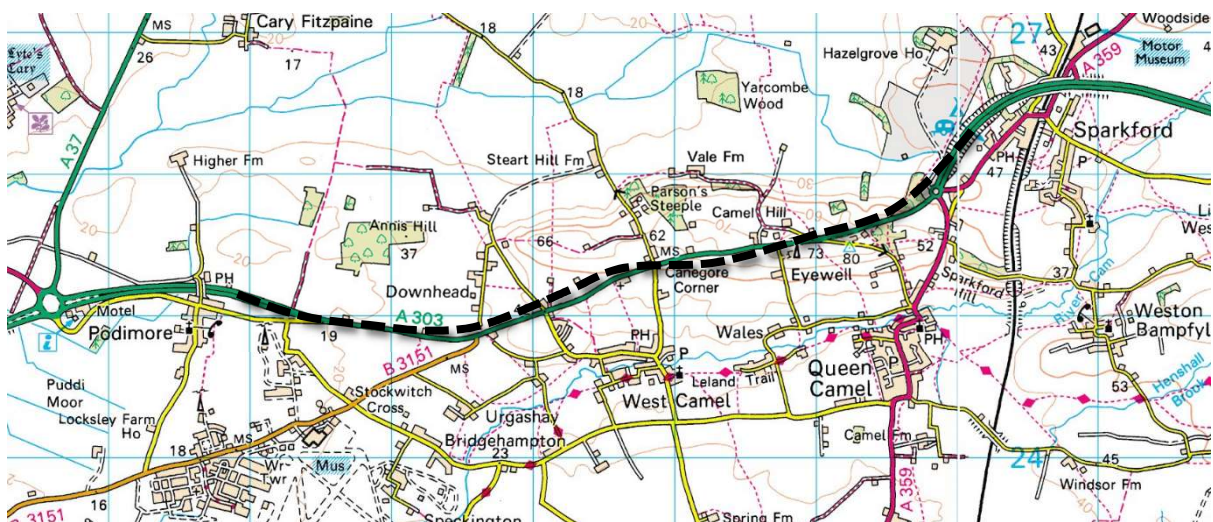 MS
Cary Fitzpaine
18
27
43
Woodside
Lyte's
Cary
26
17
A 37
Hazelgrove Ho
A 359
Motor
Museum
18
Yarcombe
Wood
Sparkford
P
Higher Fm
20
Steart Hill Fm
Vale Fm
PH
47
Parson's
Steeple
30
60
Annis Hill
37
66
62
Camel Hill
MS
73
80
52
Eyewell
37
PH
Canegore
Corner
Downhead
Sparkford
Hill
River Cam
Motel
Podimore
19
A 303
Wales
Weston
Bampfyl
i
B 3151
PH
P
PH
MS
Queen
Camel
P
Puddi
Moor
Stockwitch
Cross
West Camel
Leland
Trail
53
Henshall
Brook
Locksley Farm
Ho
Urgashay
Bridgehampton
MS
18
23
Camel Fm
24
45
Wr
Twr
Mus
A 359
Windsor Fm
16
B 3151
Speckington
Spring Fm